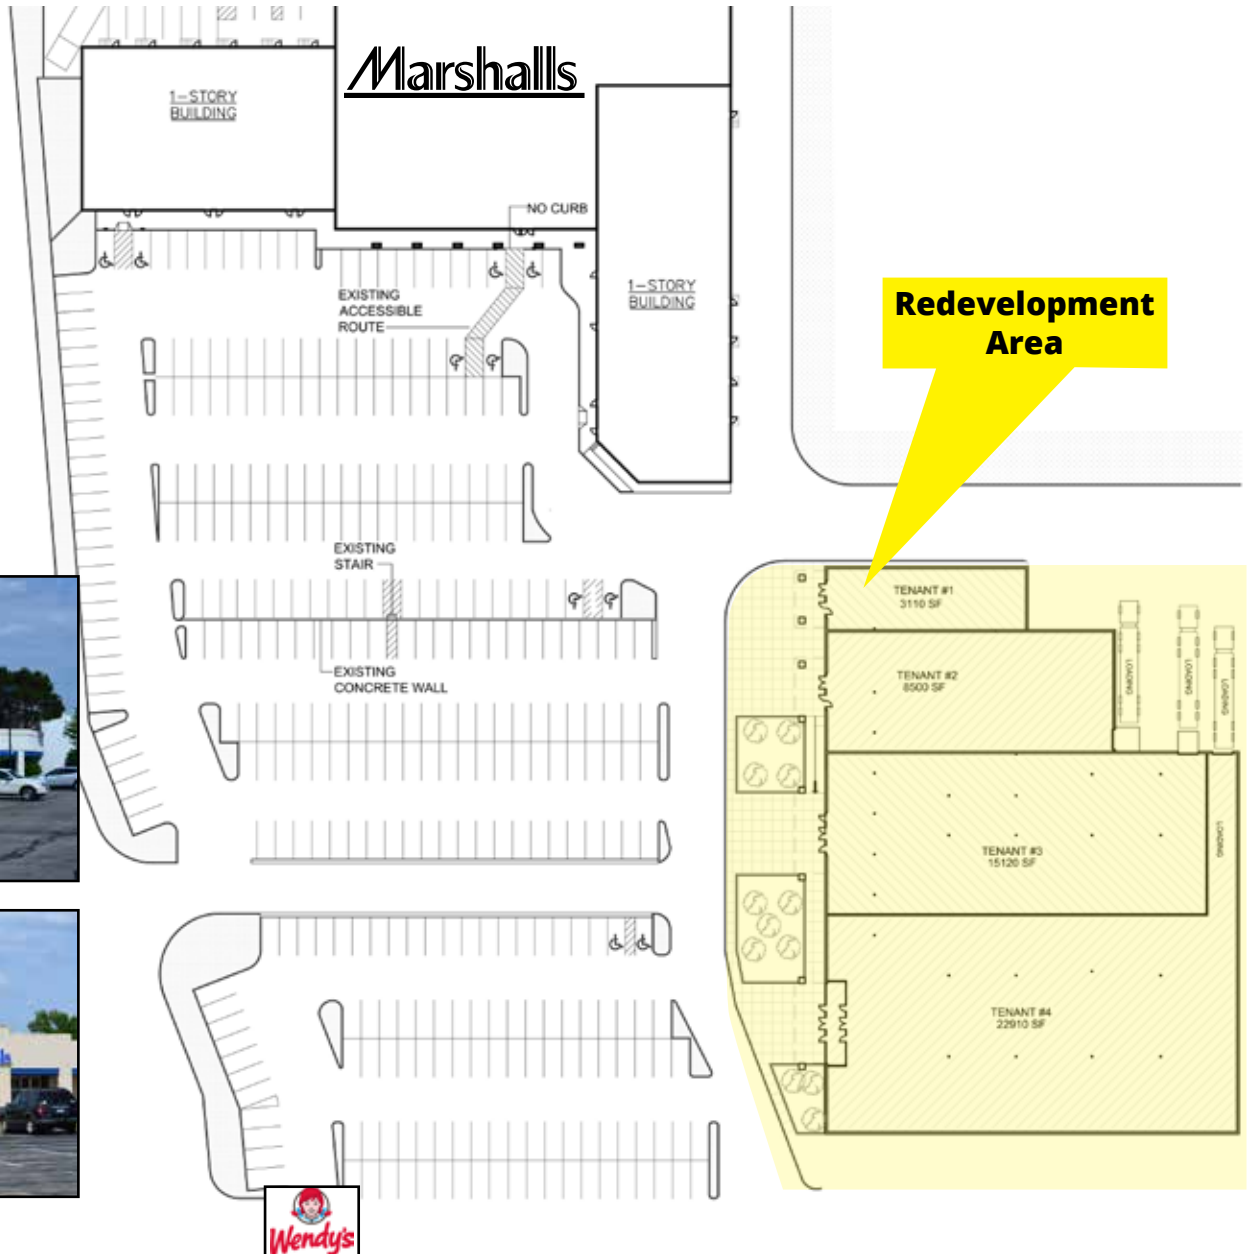 Marshalls
1-STORY
BUILDING
NO CURB
1-STORY
BUILDING
EXISTING
ACCESSIBLE
ROUTE
Redevelopment
Area
EXISTING
STAIR
EXISTING
CONCRETE WALL
TENANT #1
3110 SF
TENANT #2
8500 SF
LOADING
LOADING
LOADING
TENANT #3
15120 SF
LOADING
TENANT #4
22910 SF
Wendy's